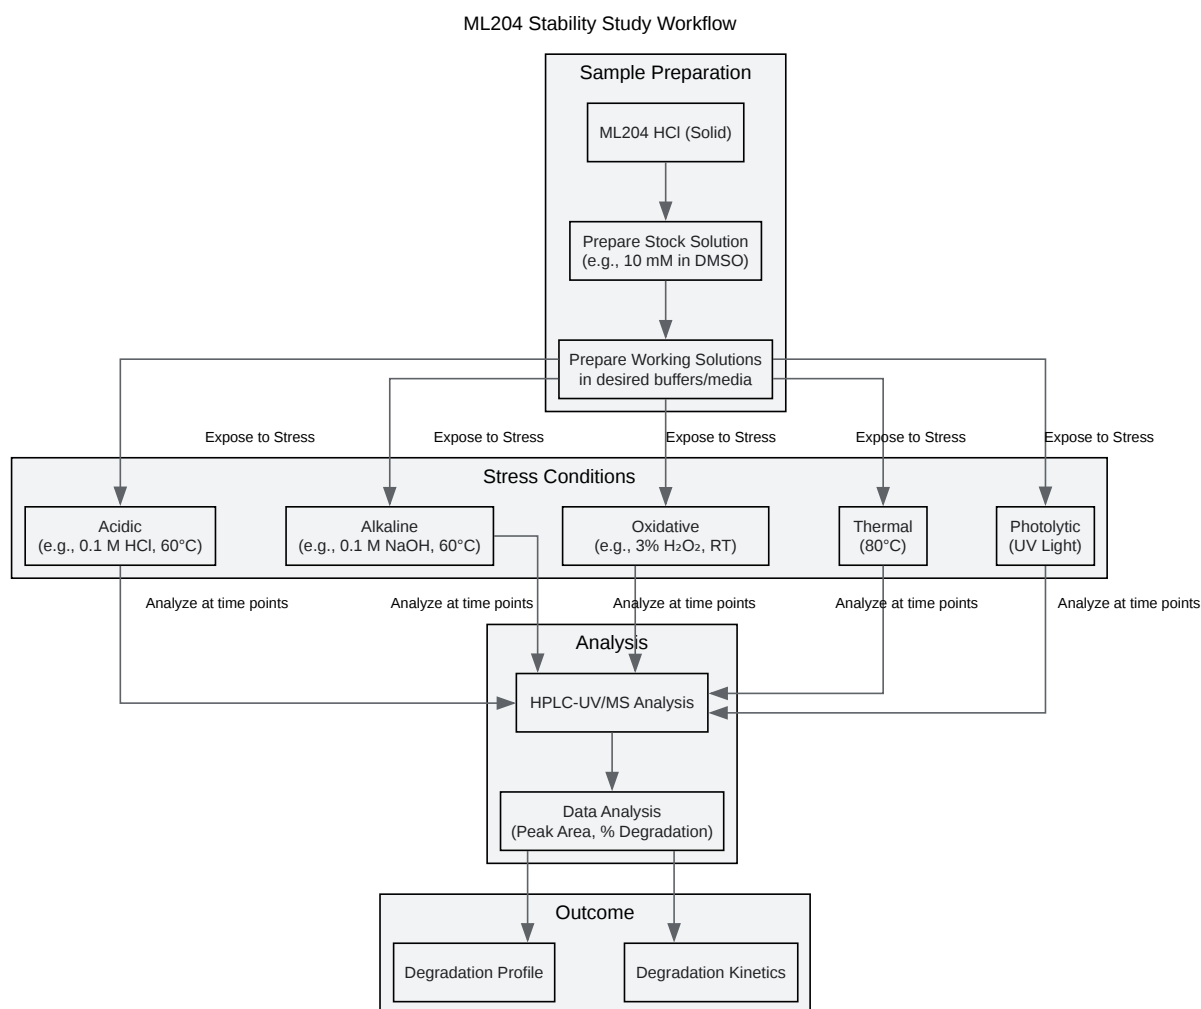 ML204 Stability Study Workflow
Sample Preparation
ML204 HCl (Solid)
Prepare Stock Solution
(e.g., 10 mM in DMSO)
Prepare Working Solutions
in desired buffers/media
Expose to Stress
Expose to Stress
Expose to Stress
Expose to Stress
Expose to Stress
Stress Conditions
Acidic
(e.g., 0.1 M HCl, 60°C)
Alkaline
(e.g., 0.1 M NaOH, 60°C)
Oxidative
(e.g., 3% H₂O₂, RT)
Thermal
(80°C)
Photolytic
(UV Light)
Analyze at time points
Analyze at time points
Analyze at time points
Analyze at time points
Analyze at time points
Analysis
HPLC-UV/MS Analysis
Data Analysis
(Peak Area, % Degradation)
Outcome
Degradation Profile
Degradation Kinetics